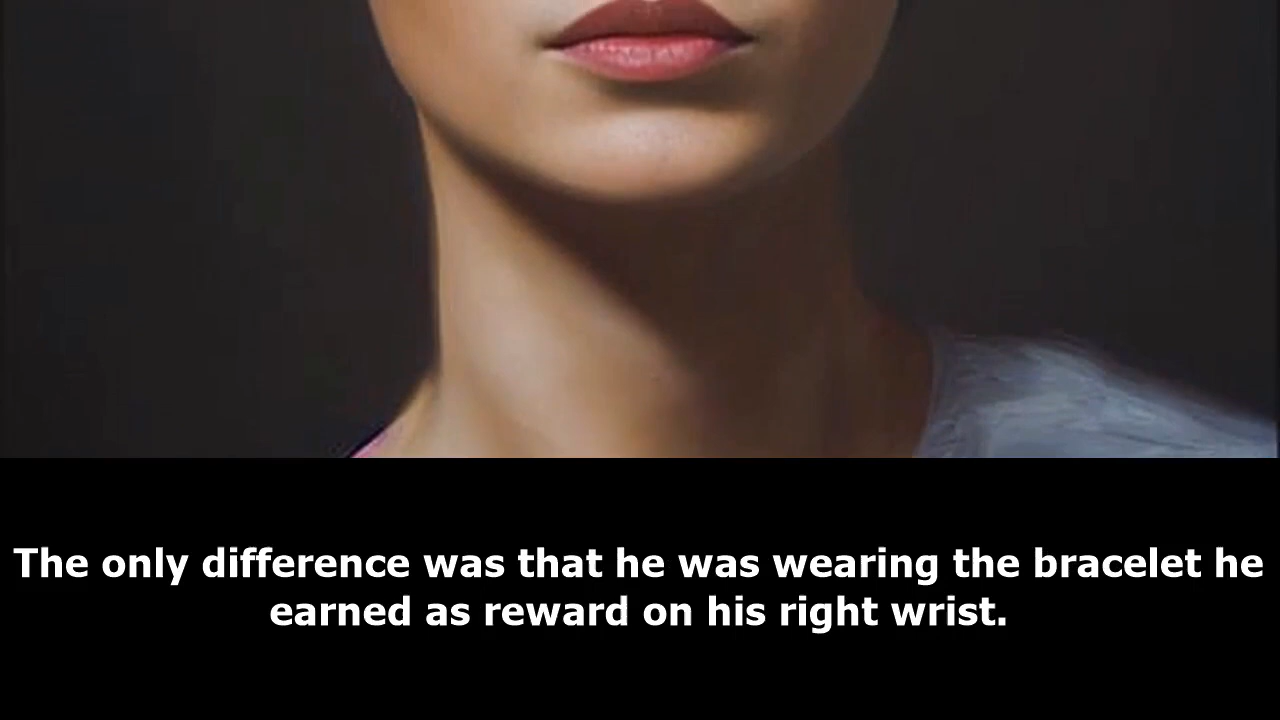 The only difference was that he was wearing the bracelet he
earned as reward on his right wrist.